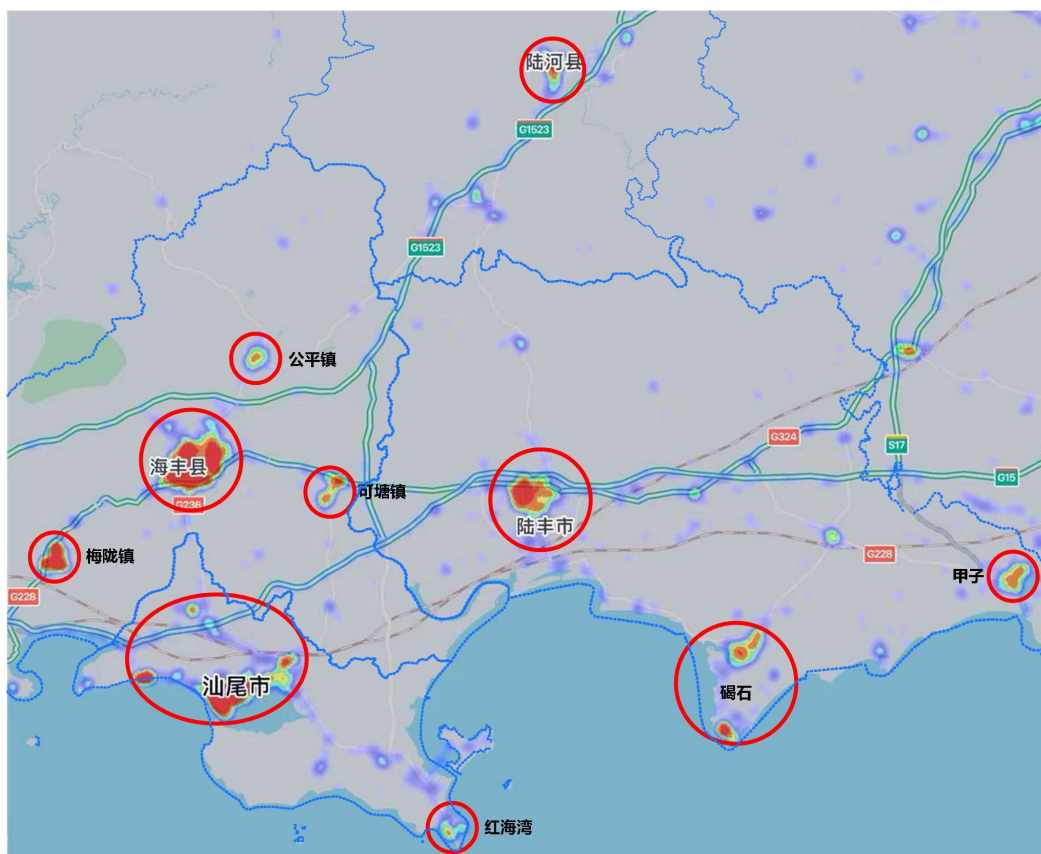 陆河县
G1523
G1523
公平镇
G324
海丰县
S17
G15
可塘镇
G236
陆丰市
梅陇镇
G228
甲子
G228
汕尾市
碣石
红海湾